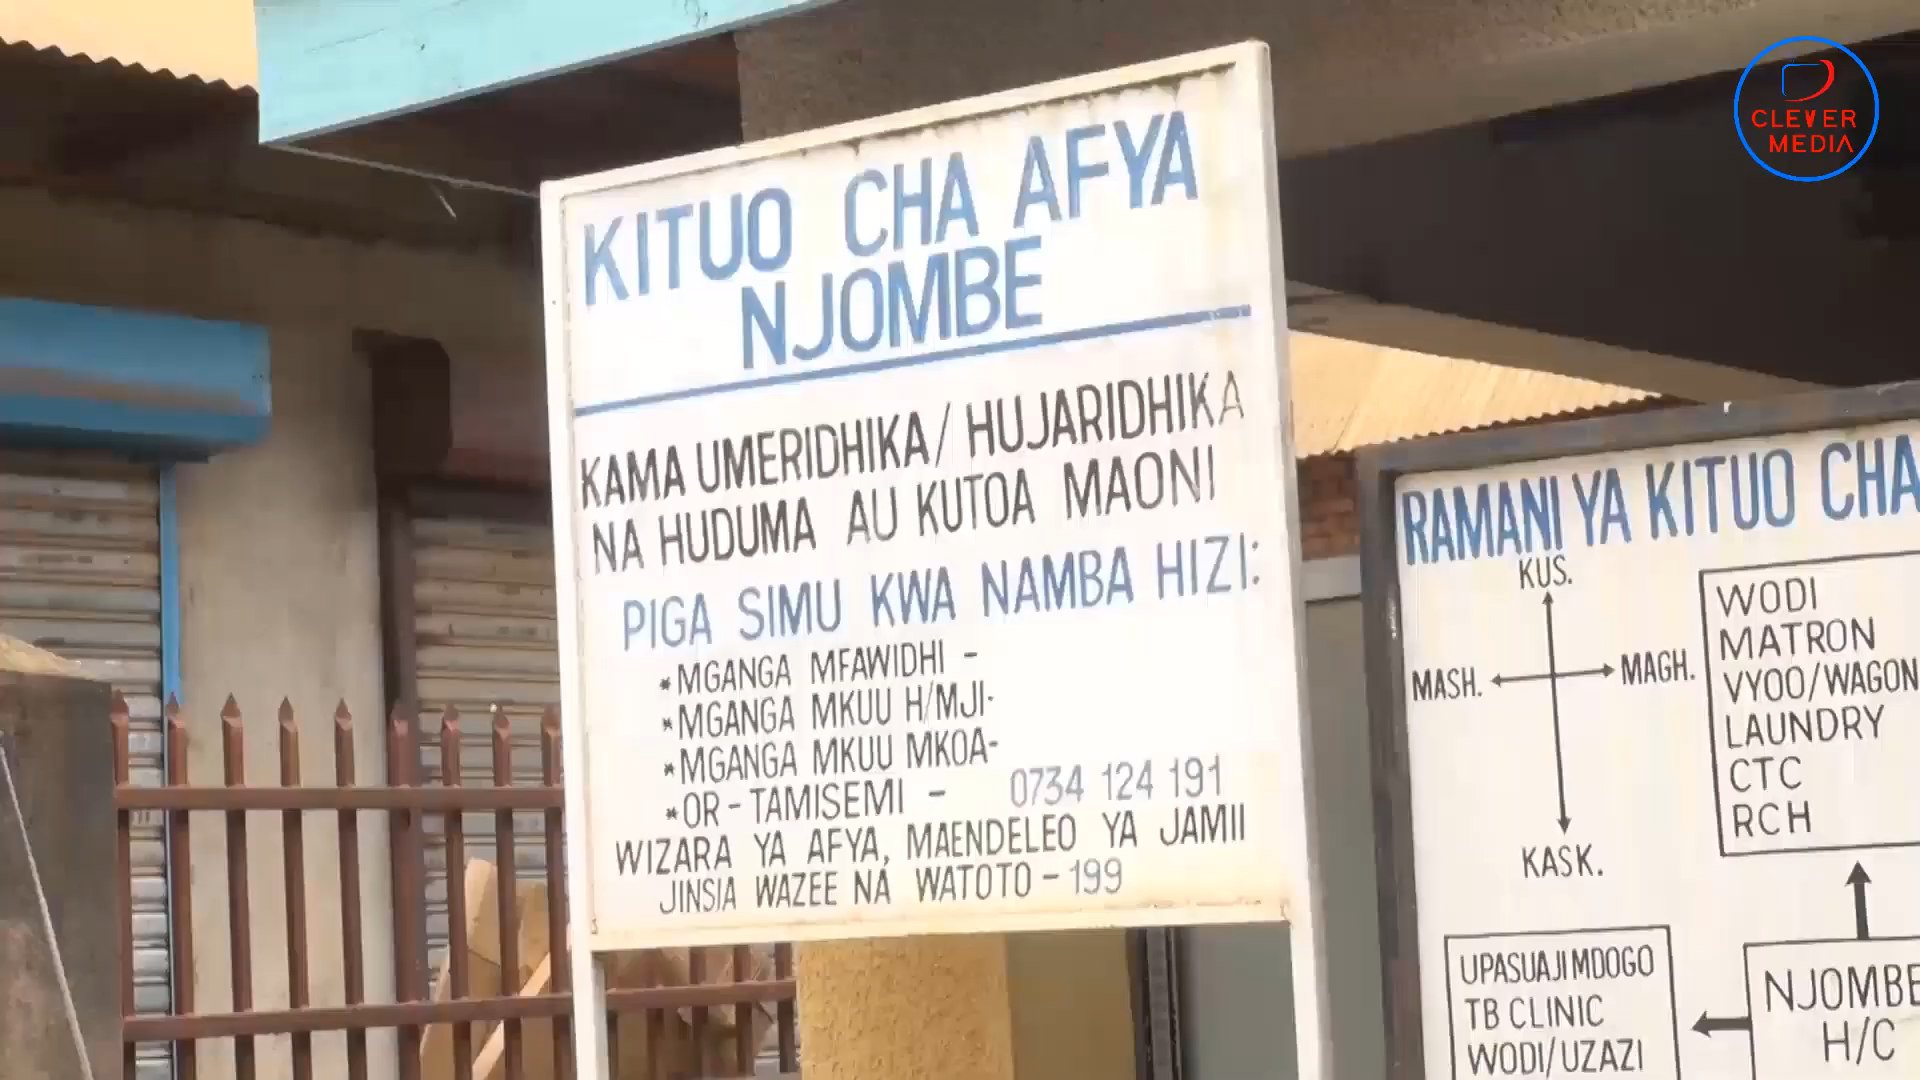 CLEVER
MEDIA
KITUO CHA AFYA
NJOMBE
KAMA UMERIDHIKA/HUJARIDHIKA
NA HUDUMA AU KUTOA MAONI
PIGA SIMU KWA NAMBA HIZI:
*MGANGA MFAWIDHI -
*MGANGA MKUU H/MJI-
*MGANGA MKUU MKOA-
*OR-TAMISEMI - 0734 124 191
WIZARA YA AFYA, MAENDELEO YA JAMII
JINSIA WAZEE NA WATOTO - 199
RAMANI YA KITUO CHA
KUS.
MASH.
MAGH.
KASK.
WODI
MATRON
VYOO/WAGON
LAUNDRY
CTC
RCH
UPASUAJI MDOGO
TB CLINIC
WODI/UZAZI
NJOMBE
H/C